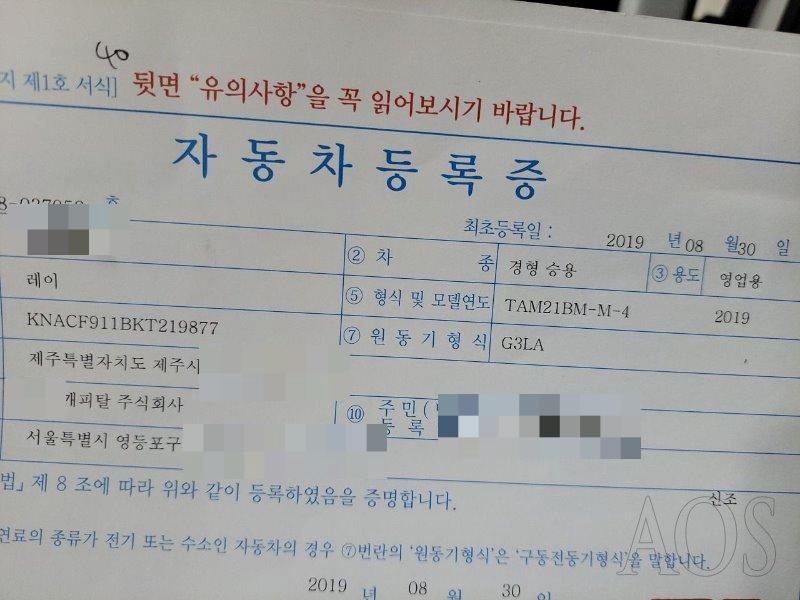 40
지 제1호 서식] 뒷면 “유의사항”을 꼭 읽어보시기 바랍니다.
자동차등록증
최초등록일 : 2019 년 08 월 30 일
② 차 종 경형 승용 ③ 용도 영업용
레이 ⑤ 형식 및 모델연도 TAM21BM-M-4 2019
KNACF911BKT219877 ⑦ 원동기형식 G3LA
제주특별자치도 제주시
캐피탈 주식회사 ⑩ 주민(
등록
서울특별시 영등포구
법」 제 8 조에 따라 위와 같이 등록하였음을 증명합니다.
신조
연료의 종류가 전기 또는 수소인 자동차의 경우 ⑦번란의 '원동기형식'은 '구동전동기형식'을 말합니다.
AOS
2019 년 08 월 30 일